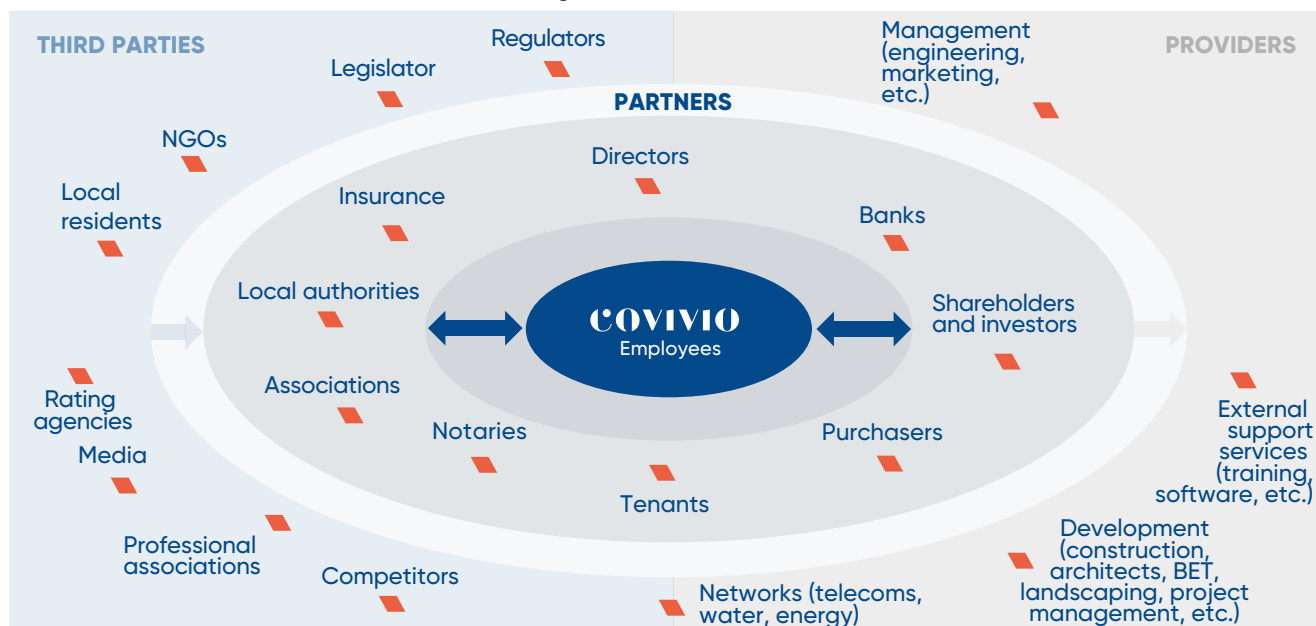 THIRD PARTIES
Regulators
Legislator
NGOs
Local
residents
Rating
agencies
Media
Professional
associations
Competitors
PARTNERS
Directors
Insurance
Banks
Local authorities
Shareholders
and investors
COVIVIO
Employees
Associations
Notaries
Purchasers
Tenants
PROVIDERS
Management
(engineering,
marketing,
etc.)
External
support
services
(training,
software, etc.)
Development
(construction,
architects, BET,
landscaping, project
management, etc.)
Networks (telecoms,
water, energy)